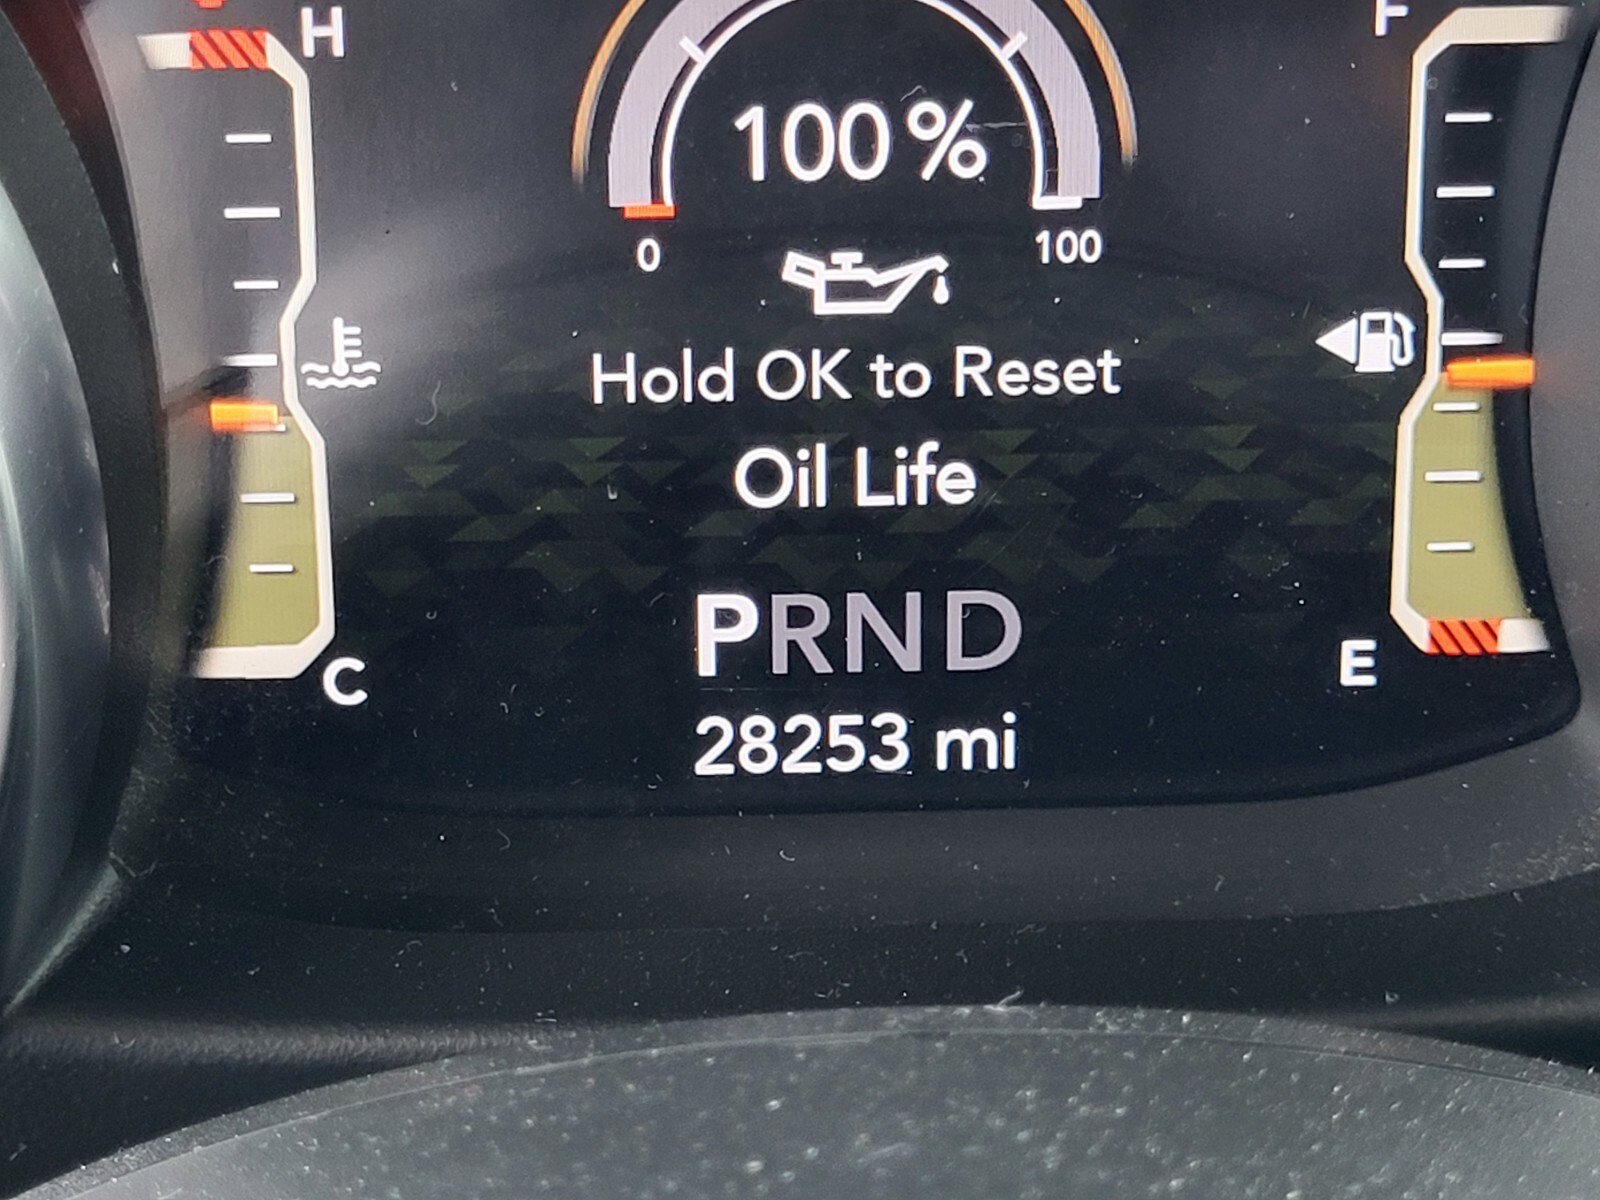 H
F
100 %
0
100
Hold OK to Reset
Oil Life
PRND
C
E
28253 mi